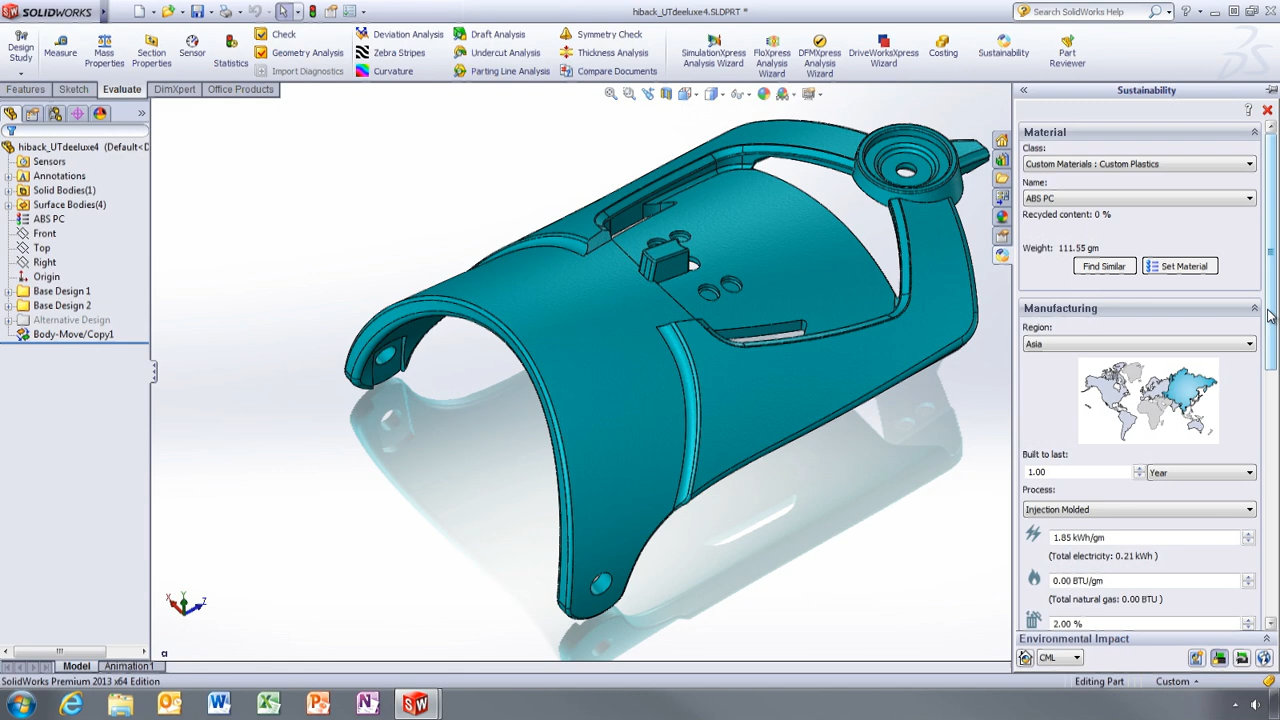 SOLIDWORKS
hiback_UTdeeluxe4.SLDPRT *
Search SolidWorks Help
Design Study
Measure
Mass Properties
Section Properties
Sensor
Statistics
Check
Geometry Analysis
Import Diagnostics
Deviation Analysis
Zebra Stripes
Curvature
Draft Analysis
Undercut Analysis
Parting Line Analysis
Symmetry Check
Thickness Analysis
Compare Documents
SimulationXpress Analysis Wizard
FloXpress Analysis Wizard
DFMXpress Analysis Wizard
DriveWorksXpress Wizard
Costing
Sustainability
Part Reviewer
Features
Sketch
Evaluate
DimXpert
Office Products
hiback_UTdeeluxe4 (Default<D
Sensors
Annotations
Solid Bodies(1)
Surface Bodies(4)
ABS PC
Front
Top
Right
Origin
Base Design 1
Base Design 2
Alternative Design
Body-Move/Copy1
X
Y
Z
Sustainability
Material
Class:
Custom Materials : Custom Plastics
Name:
ABS PC
Recycled content: 0 %
Weight: 111.55 gm
Find Similar
Set Material
Manufacturing
Region:
Asia
Built to last:
1.00
Year
Process:
Injection Molded
1.85 kWh/gm
(Total electricity: 0.21 kWh )
0.00 BTU/gm
(Total natural gas: 0.00 BTU )
2.00 %
Environmental Impact
CML
Model
Animation1
SolidWorks Premium 2013 x64 Edition
Editing Part
Custom